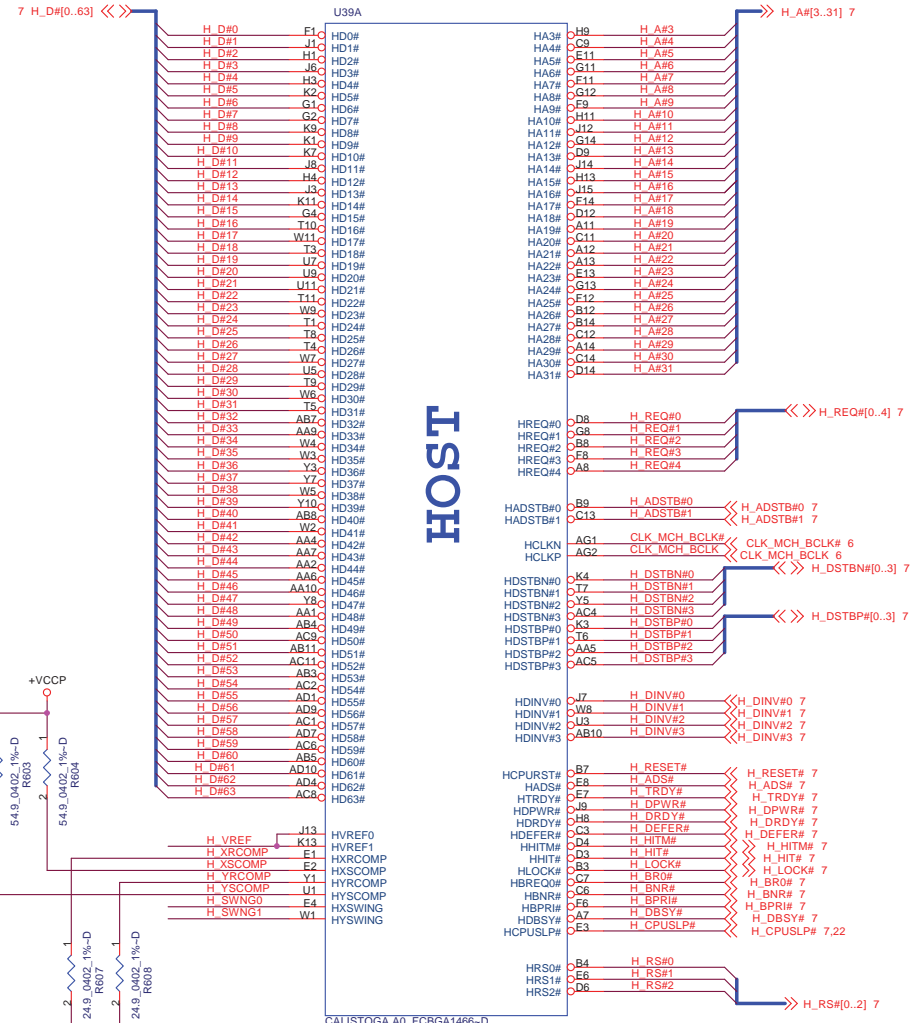 7 H_D#[0..63]
U39A
H_A#[3..31] 7
H_D#0 F1 HD0# HA3# H9 H_A#3
H_D#1 J1 HD1# HA4# C9 H_A#4
H_D#2 H1 HD2# HA5# E11 H_A#5
H_D#3 J6 HD3# HA6# G11 H_A#6
H_D#4 H3 HD4# HA7# F11 H_A#7
H_D#5 K2 HD5# HA8# G12 H_A#8
H_D#6 G1 HD6# HA9# F9 H_A#9
H_D#7 G2 HD7# HA10# H11 H_A#10
H_D#8 K9 HD8# HA11# J12 H_A#11
H_D#9 K1 HD9# HA12# G14 H_A#12
H_D#10 K7 HD10# HA13# D9 H_A#13
H_D#11 J8 HD11# HA14# J14 H_A#14
H_D#12 H4 HD12# HA15# H13 H_A#15
H_D#13 J3 HD13# HA16# J15 H_A#16
H_D#14 K11 HD14# HA17# F14 H_A#17
H_D#15 G4 HD15# HA18# D12 H_A#18
H_D#16 T10 HD16# HA19# A11 H_A#19
H_D#17 W11 HD17# HA20# C11 H_A#20
H_D#18 T3 HD18# HA21# A12 H_A#21
H_D#19 U7 HD19# HA22# A13 H_A#22
H_D#20 U9 HD20# HA23# E13 H_A#23
H_D#21 U11 HD21# HA24# G13 H_A#24
H_D#22 T11 HD22# HA25# F12 H_A#25
H_D#23 W9 HD23# HA26# B12 H_A#26
H_D#24 T1 HD24# HA27# B14 H_A#27
H_D#25 T8 HD25# HA28# C12 H_A#28
H_D#26 T4 HD26# HA29# A14 H_A#29
H_D#27 W7 HD27# HA30# C14 H_A#30
H_D#28 U5 HD28# HA31# D14 H_A#31
H_D#29 T9 HD29#
H_D#30 W6 HD30#
H_D#31 T5 HD31#
H_D#32 AB7 HD32# HREQ#0 D8 H_REQ#0 H_REQ#[0..4] 7
H_D#33 AA9 HD33# HREQ#1 G8 H_REQ#1
H_D#34 W4 HD34# HREQ#2 B8 H_REQ#2
H_D#35 W3 HD35# HREQ#3 F8 H_REQ#3
H_D#36 Y3 HD36# HREQ#4 A8 H_REQ#4
H_D#37 Y7 HD37#
H_D#38 W5 HD38#
H_D#39 Y10 HD39# HADSTB#0 B9 H_ADSTB#0 H_ADSTB#0 7
H_D#40 AB8 HD40# HADSTB#1 C13 H_ADSTB#1 H_ADSTB#1 7
H_D#41 W2 HD41#
H_D#42 AA4 HD42# HCLKN AG1 CLK_MCH_BCLK# CLK_MCH_BCLK# 6
H_D#43 AA7 HD43# HCLKP AG2 CLK_MCH_BCLK CLK_MCH_BCLK 6
H_D#44 AA2 HD44# H_DSTBN#[0..3] 7
H_D#45 AA6 HD45# HDSTBN#0 K4 H_DSTBN#0
H_D#46 AA10 HD46# HDSTBN#1 T7 H_DSTBN#1
H_D#47 Y8 HD47# HDSTBN#2 Y5 H_DSTBN#2
H_D#48 AA1 HD48# HDSTBN#3 AC4 H_DSTBN#3
H_D#49 AB4 HD49# HDSTBP#0 K3 H_DSTBP#0 H_DSTBP#[0..3] 7
H_D#50 AC9 HD50# HDSTBP#1 T6 H_DSTBP#1
H_D#51 AB11 HD51# HDSTBP#2 AA5 H_DSTBP#2
H_D#52 AC11 HD52# HDSTBP#3 AC5 H_DSTBP#3
H_D#53 AB3 HD53#
H_D#54 AC2 HD54#
H_D#55 AD1 HD55# HDINV#0 J7 H_DINV#0 H_DINV#0 7
H_D#56 AD9 HD56# HDINV#1 W8 H_DINV#1 H_DINV#1 7
H_D#57 AC1 HD57# HDINV#2 U3 H_DINV#2 H_DINV#2 7
H_D#58 AD7 HD58# HDINV#3 AB10 H_DINV#3 H_DINV#3 7
H_D#59 AC6 HD59#
H_D#60 AB5 HD60#
H_D#61 AD10 HD61# HCPURST# B7 H_RESET# H_RESET# 7
H_D#62 AD4 HD62# HADS# E8 H_ADS# H_ADS# 7
H_D#63 AC8 HD63# HTRDY# E7 H_TRDY# H_TRDY# 7
HDPWR# J9 H_DPWR# H_DPWR# 7
HDRDY# H8 H_DRDY# H_DRDY# 7
J13 HVREF0 HDEFER# C3 H_DEFER# H_DEFER# 7
H_VREF K13 HVREF1 HHITM# D4 H_HITM# H_HITM# 7
H_XRCOMP E1 HXRCOMP HHIT# D3 H_HIT# H_HIT# 7
H_XSCOMP E2 HXSCOMP HLOCK# B3 H_LOCK# H_LOCK# 7
H_YRCOMP Y1 HYRCOMP HBREQ0# C7 H_BR0# H_BR0# 7
H_YSCOMP U1 HYSCOMP HBNR# C6 H_BNR# H_BNR# 7
H_SWNG0 E4 HXSWING HBPRI# F6 H_BPRI# H_BPRI# 7
H_SWNG1 W1 HYSWING HDBSY# A7 H_DBSY# H_DBSY# 7
HCPUSLP# E3 H_CPUSLP# H_CPUSLP# 7,22
HRS0# B4 H_RS#0
HRS1# E6 H_RS#1
HRS2# D6 H_RS#2
H_RS#[0..2] 7
HOST
+VCCP
54.9_0402_1%~D
R603
1
2
54.9_0402_1%~D
R604
1
2
24.9_0402_1%~D
R607
1
2
24.9_0402_1%~D
R608
CALISTOGA A0_FCBGA1466~D